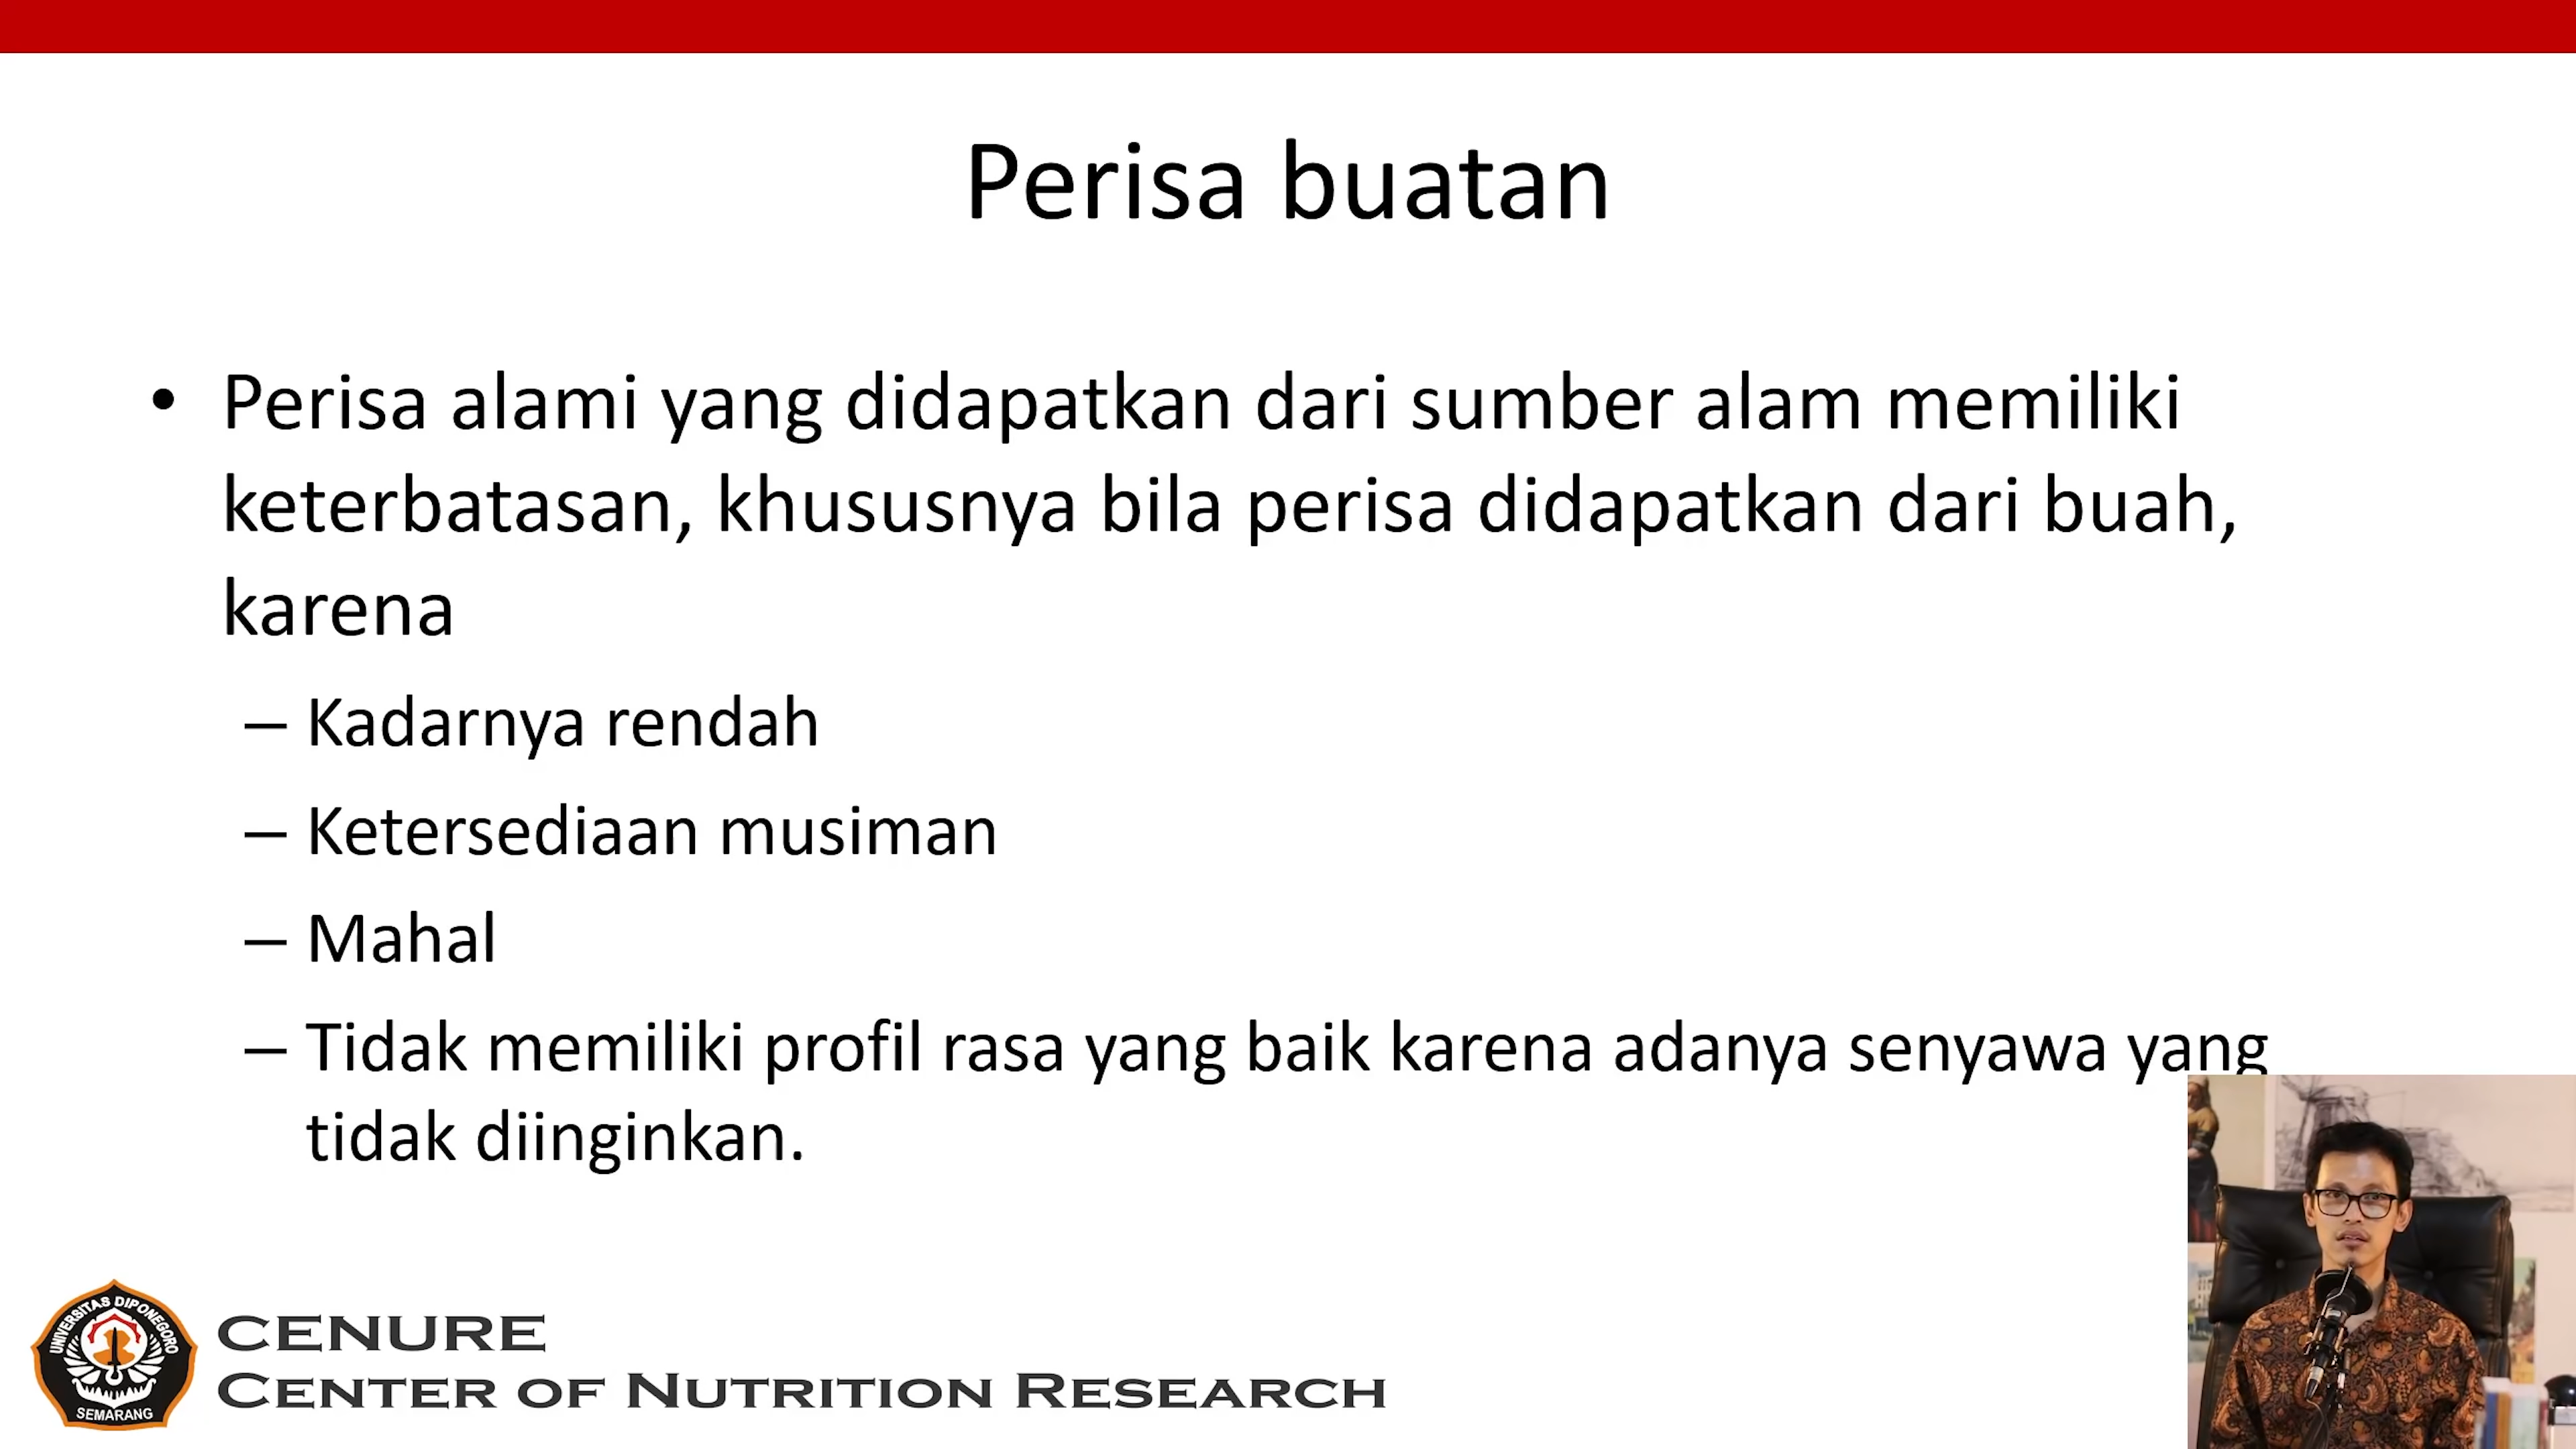 Perisa buatan
• Perisa alami yang didapatkan dari sumber alam memiliki
keterbatasan, khususnya bila perisa didapatkan dari buah,
karena
– Kadarnya rendah
– Ketersediaan musiman
– Mahal
– Tidak memiliki profil rasa yang baik karena adanya senyawa yang
tidak diinginkan.
UNIVERSITAS DIPONEGORO
SEMARANG
CENURE
CENTER OF NUTRITION RESEARCH